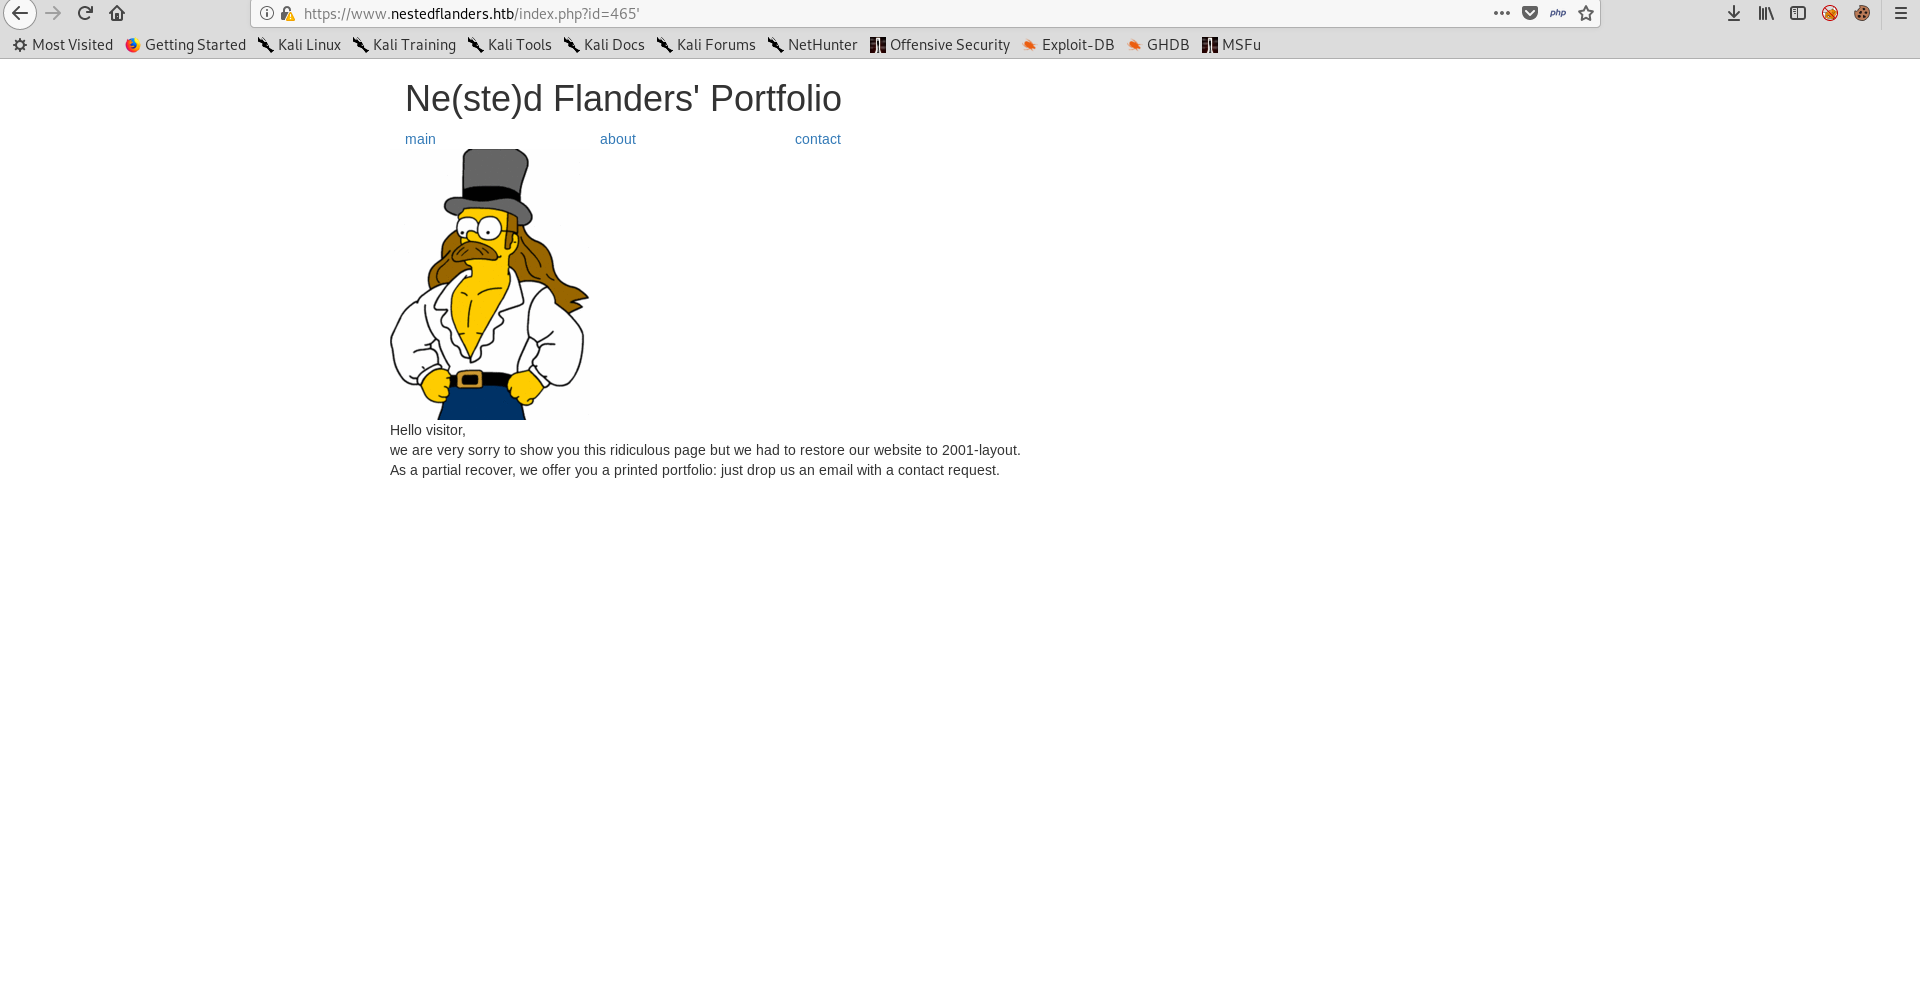 https://www.nestedflanders.htb/index.php?id=465'
php
Most Visited Getting Started Kali Linux Kali Training Kali Tools Kali Docs Kali Forums NetHunter Offensive Security Exploit-DB GHDB MSFu
Ne(ste)d Flanders' Portfolio
main about contact
Hello visitor,
we are very sorry to show you this ridiculous page but we had to restore our website to 2001-layout.
As a partial recover, we offer you a printed portfolio: just drop us an email with a contact request.